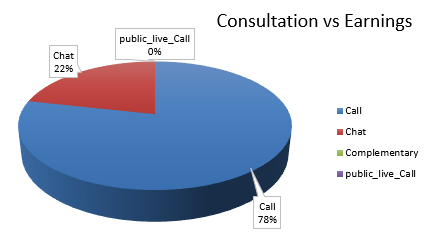 Consultation vs Earnings
public_live_Call
0%
Chat
22%
Call
Chat
Complementary
public_live_Call
Call
78%